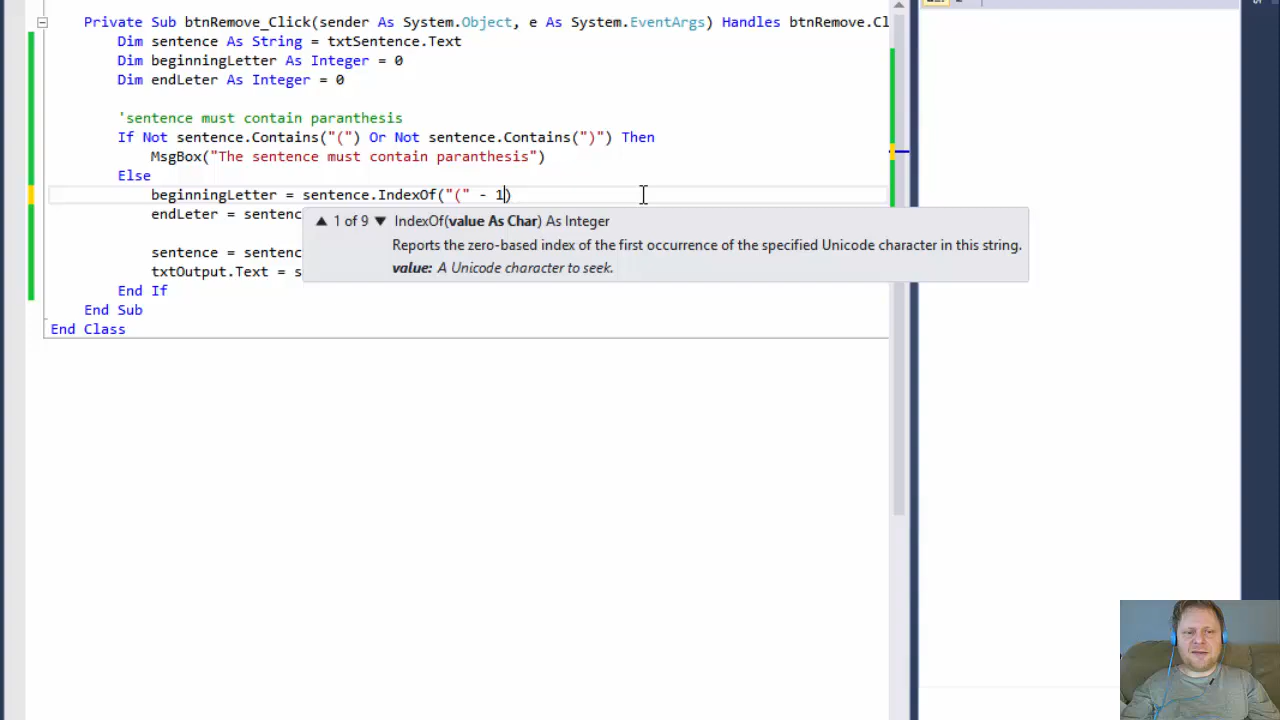 Private Sub btnRemove_Click(sender As System.Object, e As System.EventArgs) Handles btnRemove.Cl
Dim sentence As String = txtSentence.Text
Dim beginningLetter As Integer = 0
Dim endLeter As Integer = 0
'sentence must contain paranthesis
If Not sentence.Contains("(") Or Not sentence.Contains(")") Then
MsgBox("The sentence must contain paranthesis")
Else
beginningLetter = sentence.IndexOf("(" - 1)
endLeter = sentenc
▲ 1 of 9 ▼ IndexOf(value As Char) As Integer
Reports the zero-based index of the first occurrence of the specified Unicode character in this string.
value: A Unicode character to seek.
sentence = sentenc
txtOutput.Text = s
End If
End Sub
End Class